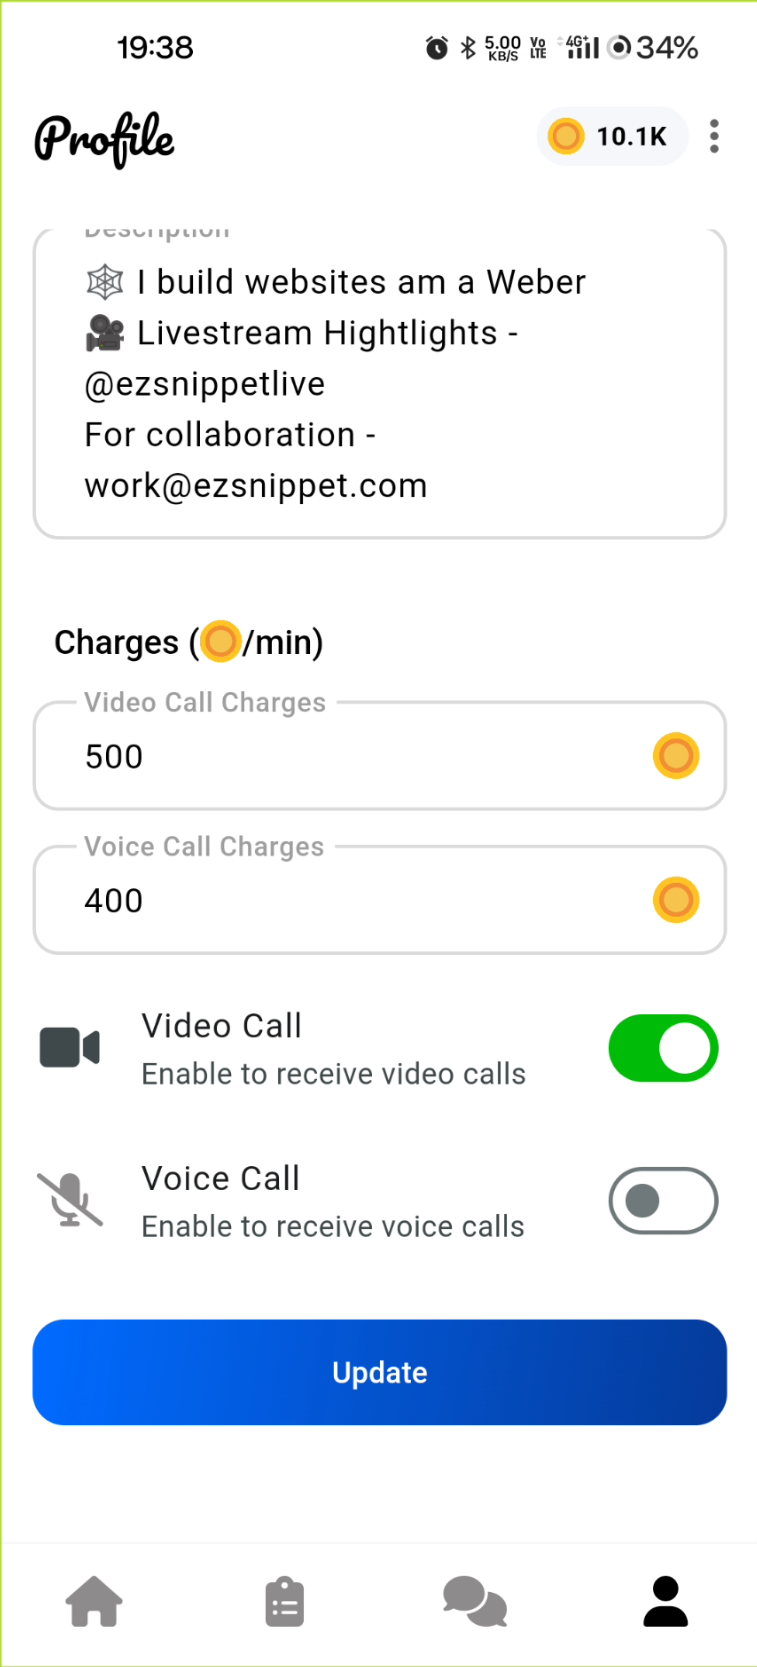 19:38
5.00 KB/S Vo LTE 4G+ 34%
Profile
10.1K
Description
I build websites am a Weber
Livestream Hightlights -
@ezsnippetlive
For collaboration -
work@ezsnippet.com
Charges (/min)
Video Call Charges
500
Voice Call Charges
400
Video Call
Enable to receive video calls
Voice Call
Enable to receive voice calls
Update